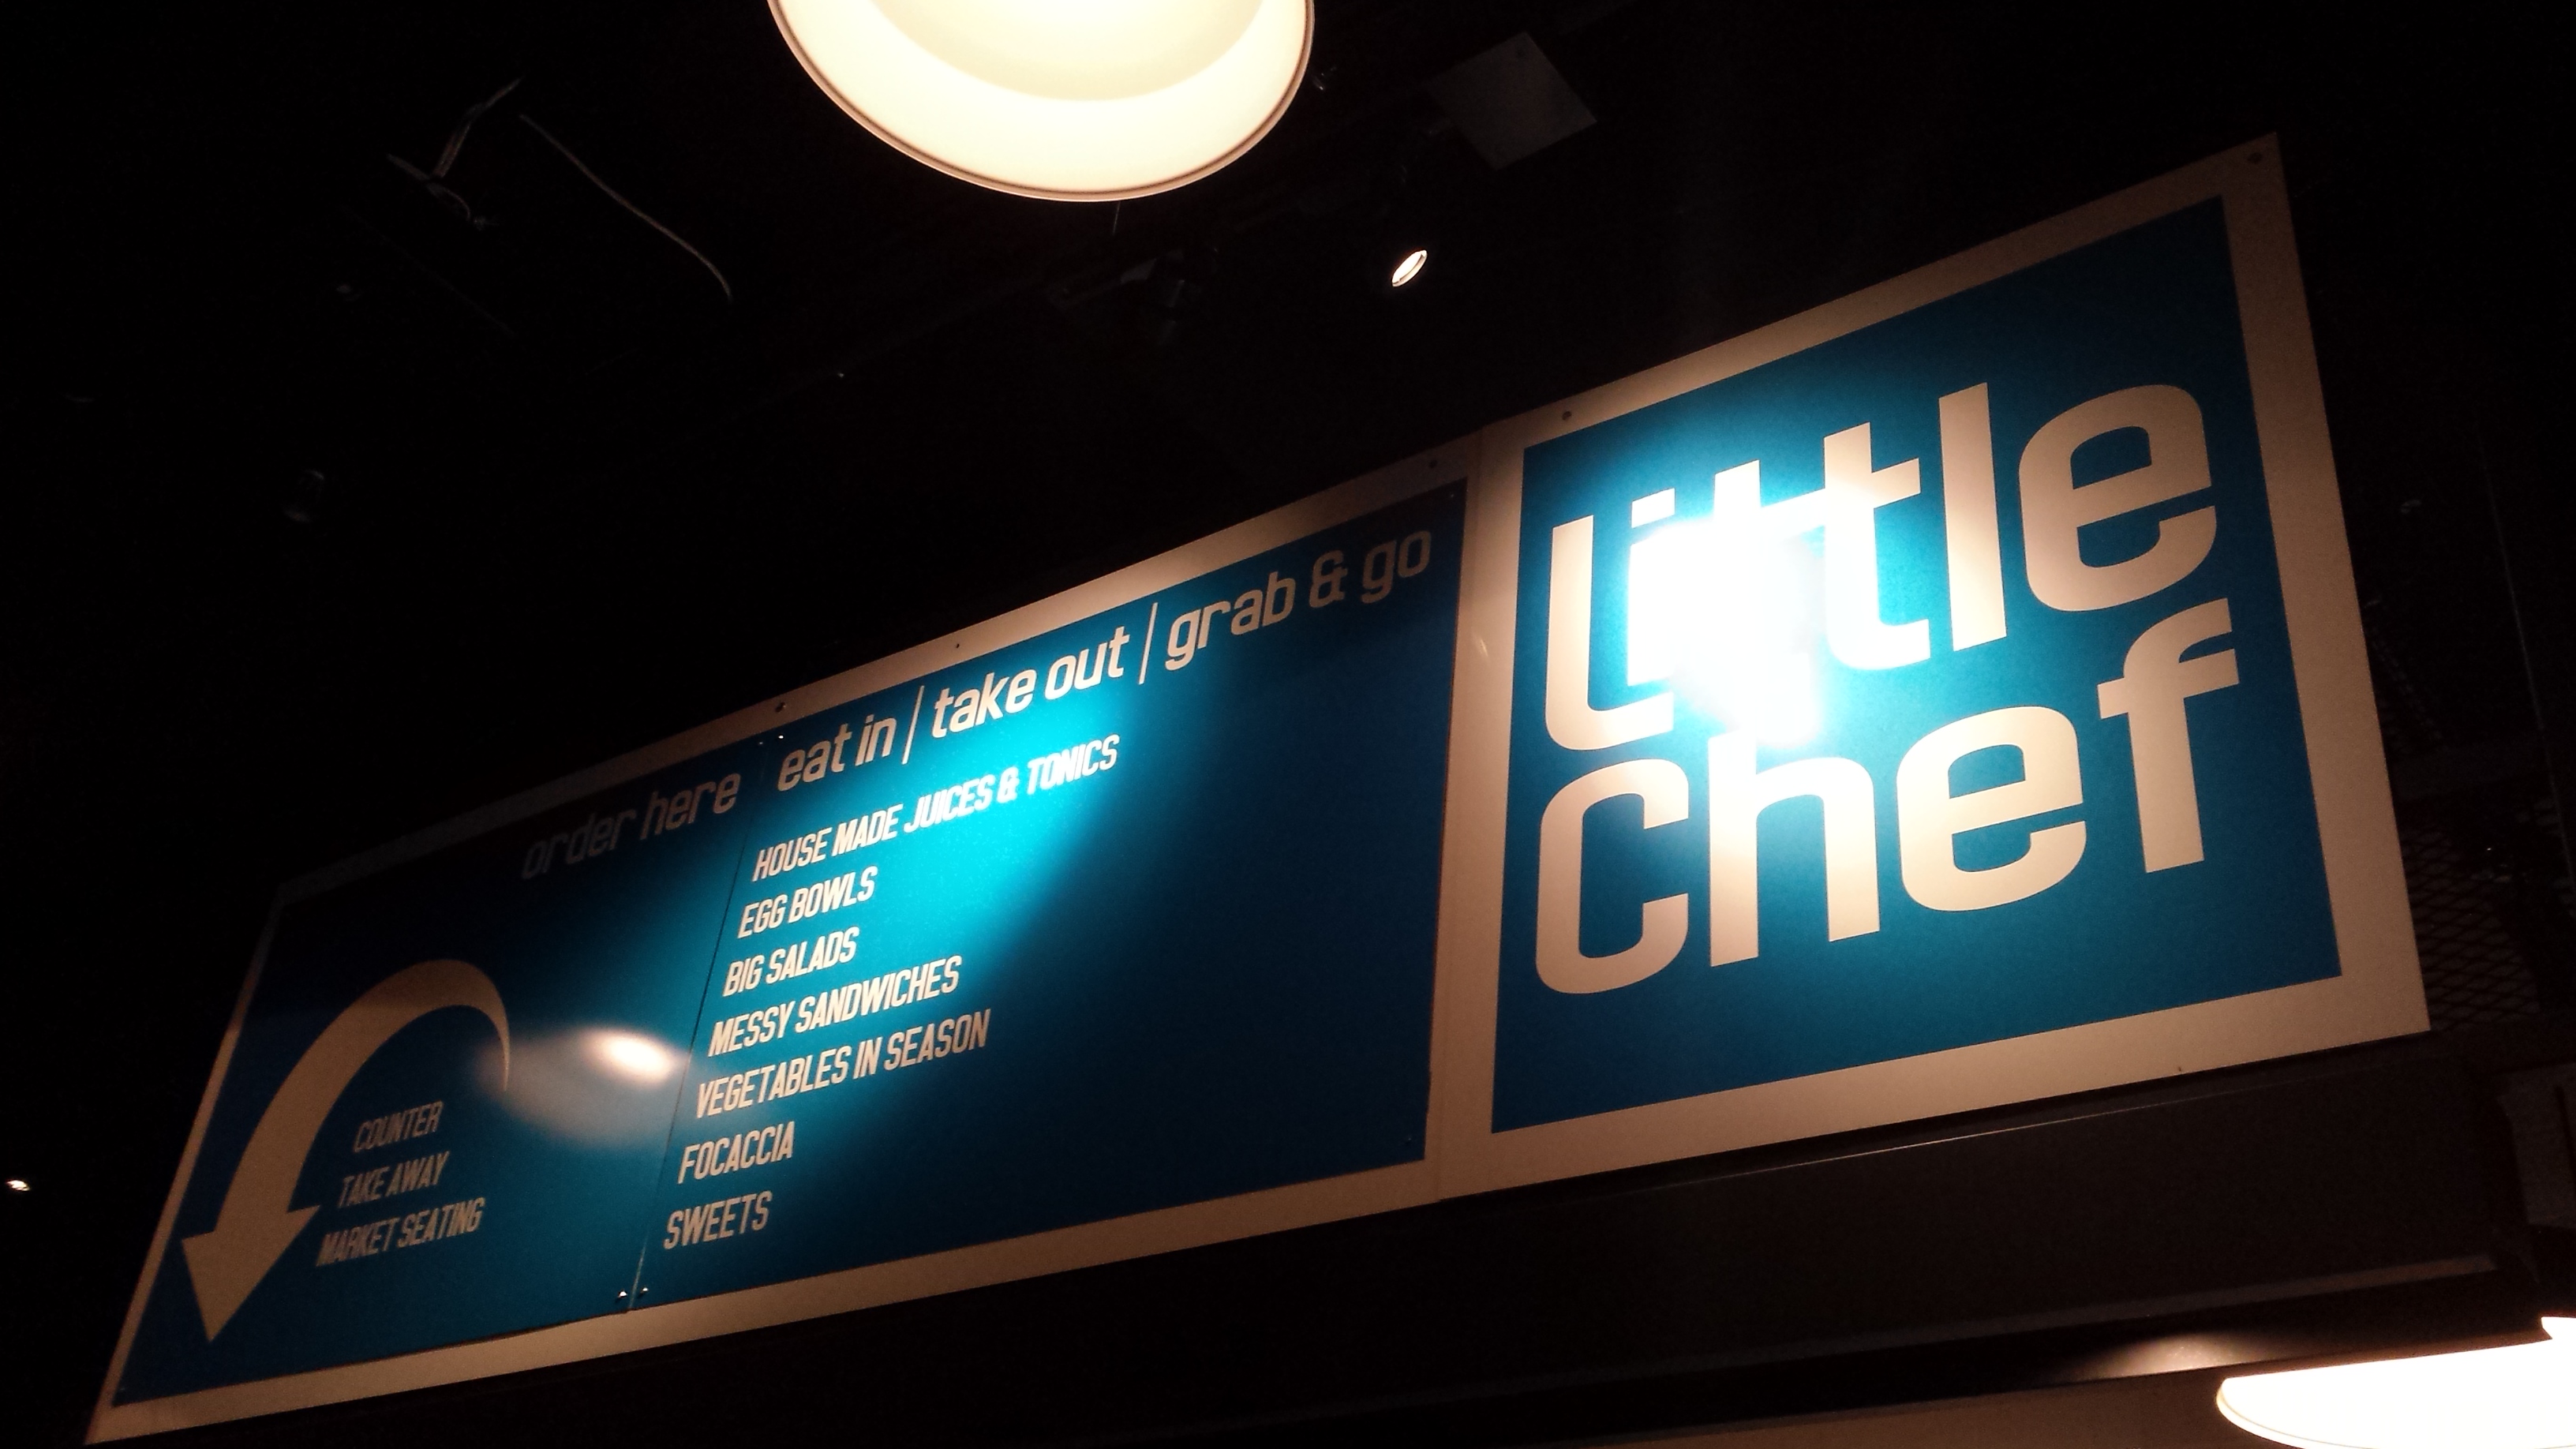 order here
eat in | take out | grab & go
HOUSE MADE JUICES & TONICS
EGG BOWLS
BIG SALADS
MESSY SANDWICHES
VEGETABLES IN SEASON
FOCACCIA
SWEETS
COUNTER
TAKE AWAY
MARKET SEATING
little
chef